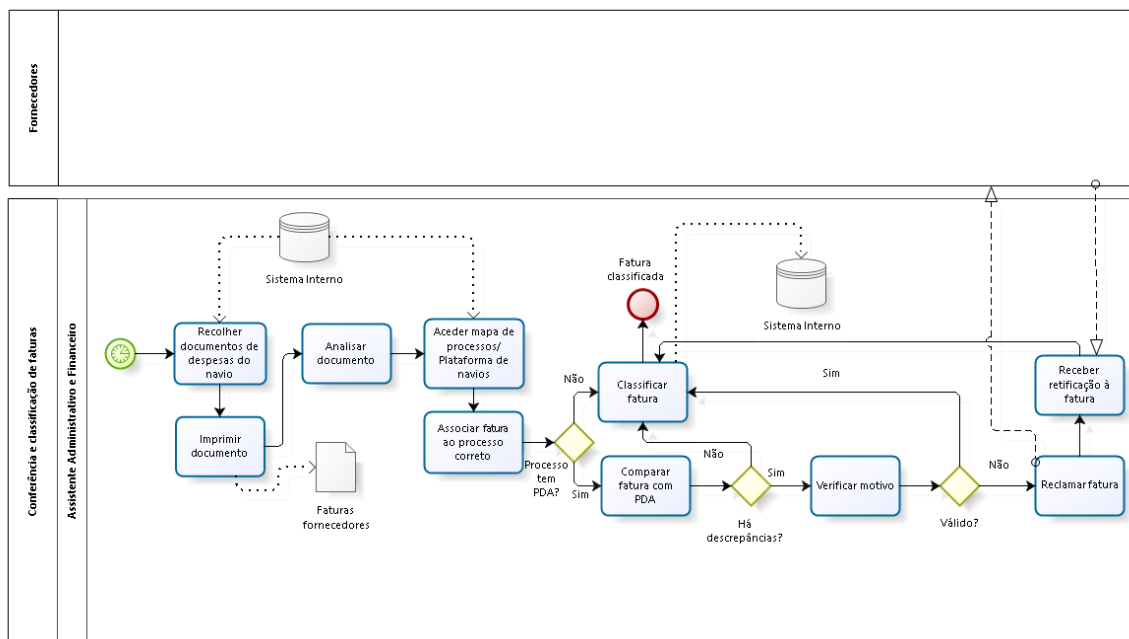 Fornecedores
Conferência e classificação de faturas
Assistente Administrativo e Financeiro
Sistema Interno
Recolher
documentos de
despesas do
navio
Imprimir
documento
Analisar
documento
Faturas
fornecedores
Aceder mapa de
processos/
Plataforma de
navios
Associar fatura
ao processo
correto
Processo
tem
PDA?
Não
Sim
Fatura
classificada
Classificar
fatura
Comparar
fatura com
PDA
Não
Há
descrepâncias?
Sim
Sistema Interno
Verificar motivo
Válido?
Sim
Não
Reclamar fatura
Receber
retificação à
fatura